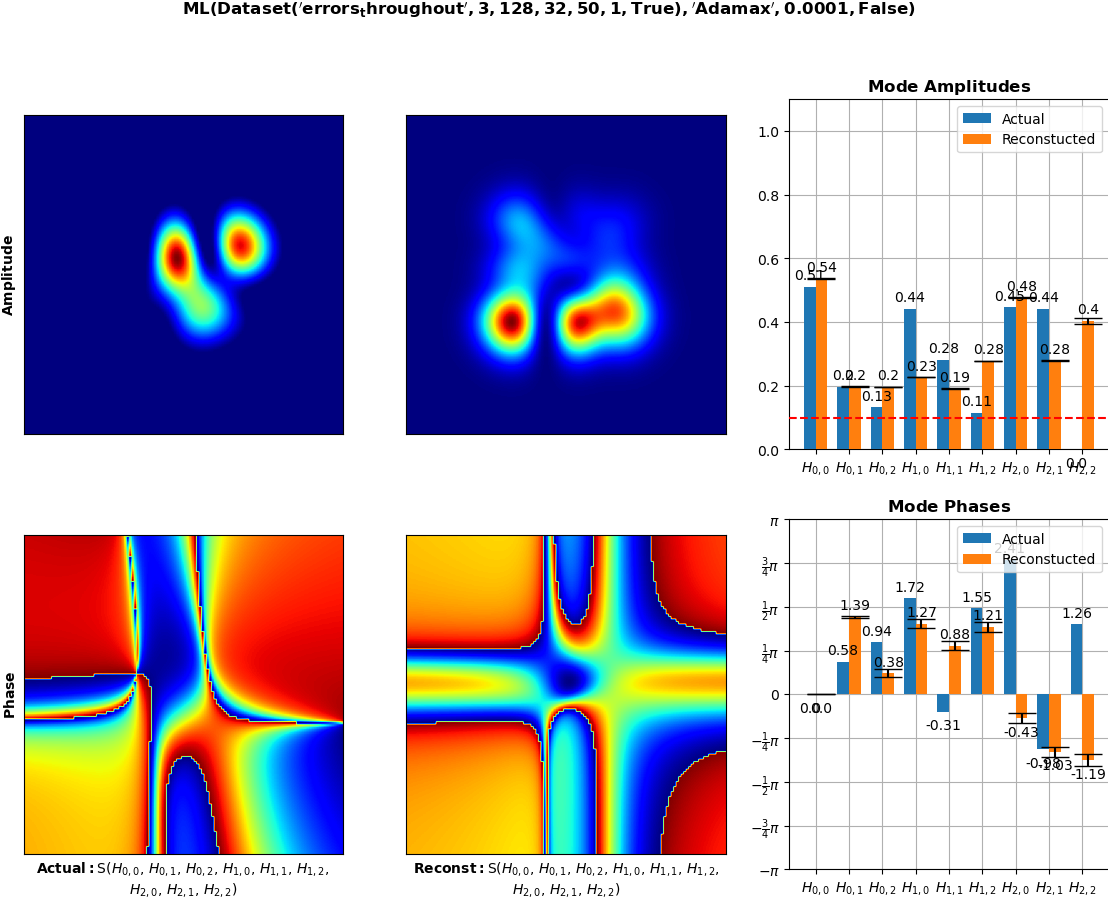 ML(Dataset('errors_throughout', 3, 128, 32, 50, 1, True), 'Adamax', 0.0001, False)
Amplitude
Mode Amplitudes
Actual
Reconstucted
1.0
0.8
0.6
0.4
0.2
0.0
0.51 0.54
0.2 0.2
0.13 0.2
0.44 0.23
0.28 0.19
0.11 0.28
0.45 0.48
0.44 0.28
0.0 0.4
H0,0 H0,1 H0,2 H1,0 H1,1 H1,2 H2,0 H2,1 H2,2
Phase
Actual: S(H0,0, H0,1, H0,2, H1,0, H1,1, H1,2,
H2,0, H2,1, H2,2)
Reconst: S(H0,0, H0,1, H0,2, H1,0, H1,1, H1,2,
H2,0, H2,1, H2,2)
Mode Phases
Actual
Reconstucted
π
3/4π
1/2π
1/4π
0
−1/4π
−1/2π
−3/4π
−π
0.0 0.0
0.58 1.39
0.94 0.38
1.72 1.27
-0.31 0.88
1.55 1.21
2.41 -0.43
-0.98 -1.03
1.26 -1.19
H0,0 H0,1 H0,2 H1,0 H1,1 H1,2 H2,0 H2,1 H2,2